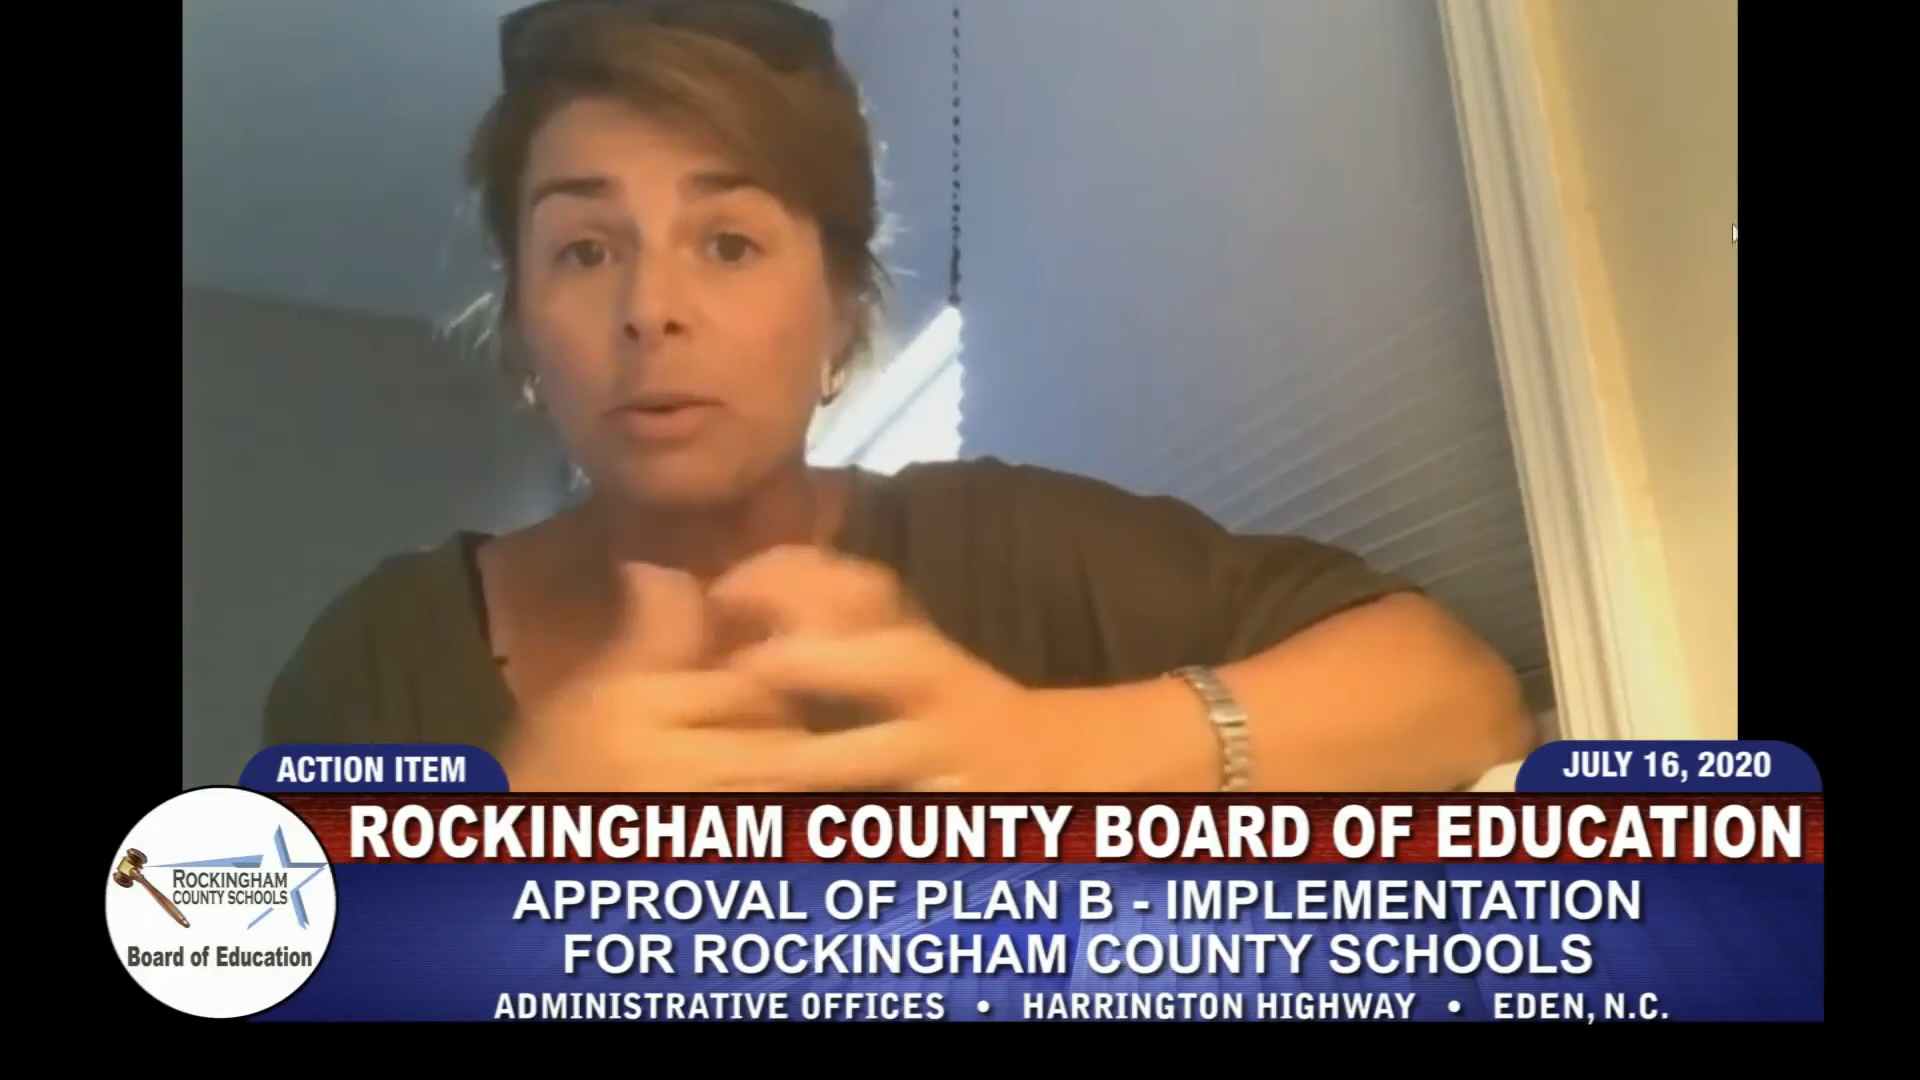 ACTION ITEM
JULY 16, 2020
ROCKINGHAM COUNTY BOARD OF EDUCATION
ROCKINGHAM
COUNTY SCHOOLS
Board of Education
APPROVAL OF PLAN B - IMPLEMENTATION
FOR ROCKINGHAM COUNTY SCHOOLS
ADMINISTRATIVE OFFICES • HARRINGTON HIGHWAY • EDEN, N.C.